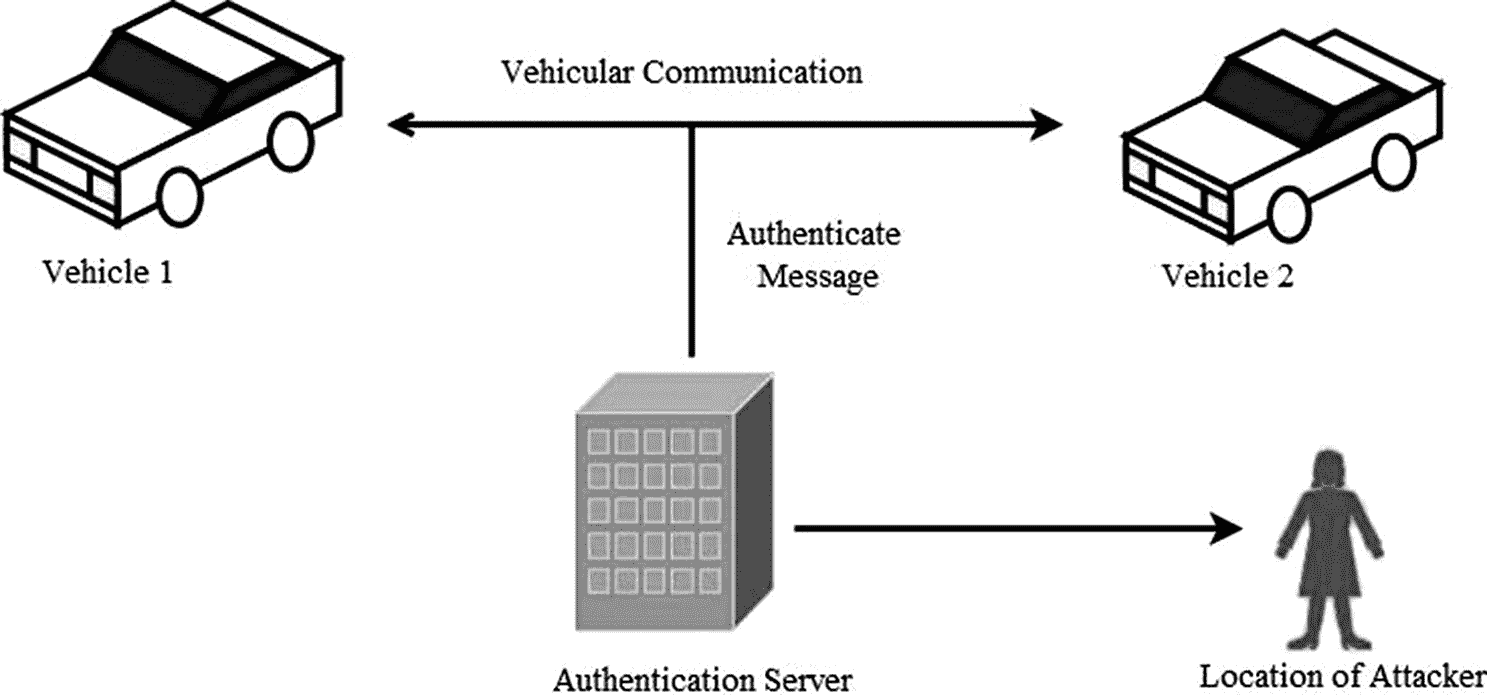 Vehicular Communication
Authenticate
Message
Vehicle 1
Vehicle 2
Authentication Server
Location of Attacker